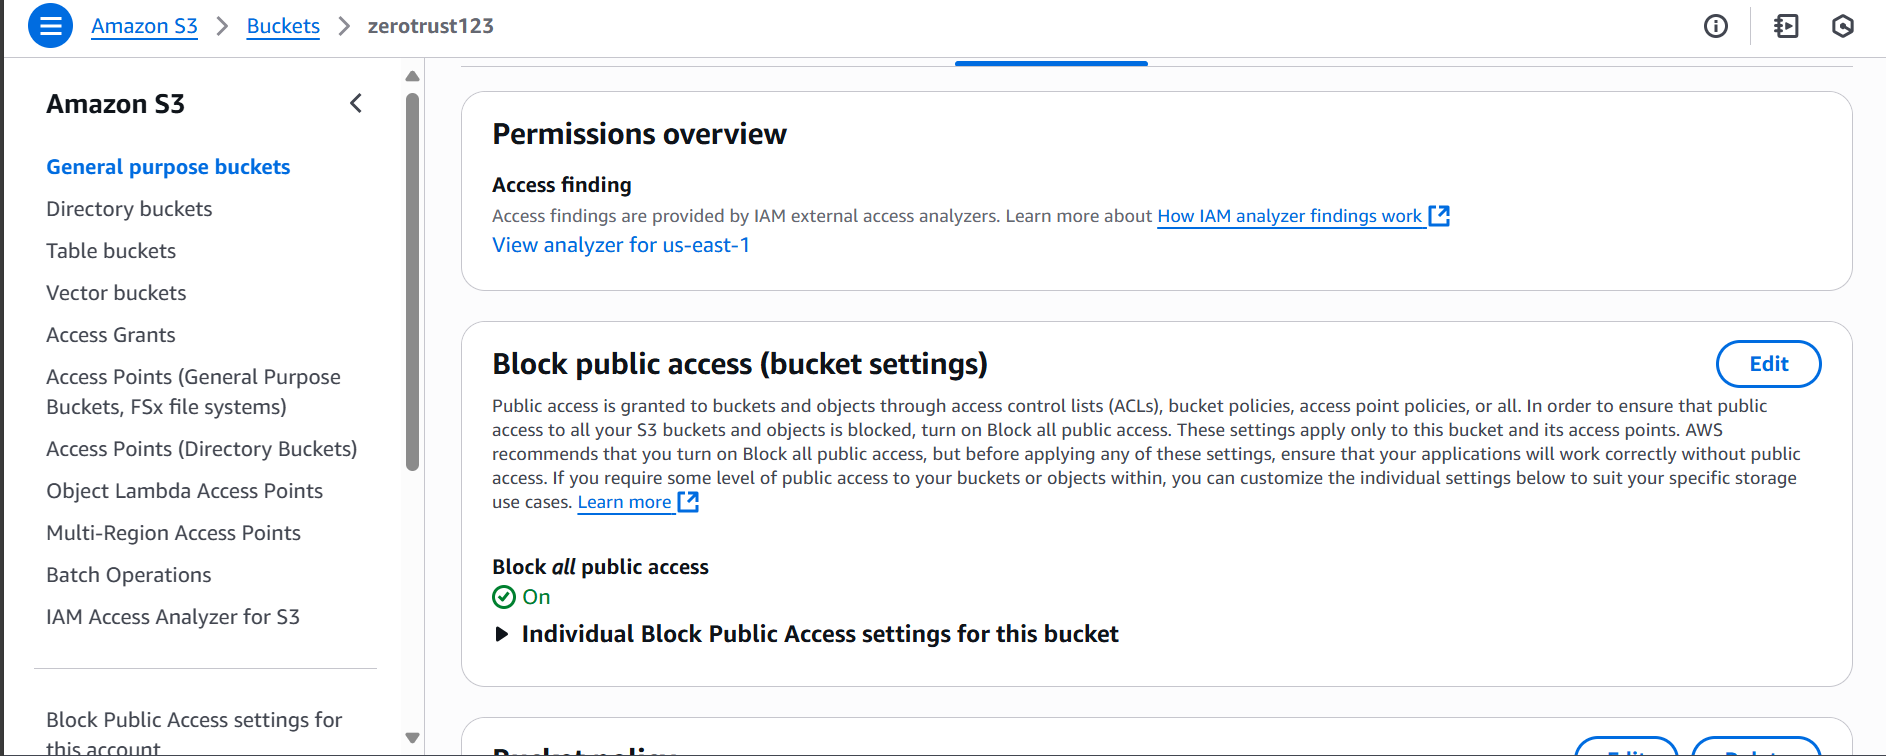 Amazon S3 > Buckets > zerotrust123
Amazon S3
General purpose buckets
Directory buckets
Table buckets
Vector buckets
Access Grants
Access Points (General Purpose
Buckets, FSx file systems)
Access Points (Directory Buckets)
Object Lambda Access Points
Multi-Region Access Points
Batch Operations
IAM Access Analyzer for S3
Block Public Access settings for
this account
Permissions overview
Access finding
Access findings are provided by IAM external access analyzers. Learn more about How IAM analyzer findings work
View analyzer for us-east-1
Block public access (bucket settings)
Edit
Public access is granted to buckets and objects through access control lists (ACLs), bucket policies, access point policies, or all. In order to ensure that public
access to all your S3 buckets and objects is blocked, turn on Block all public access. These settings apply only to this bucket and its access points. AWS
recommends that you turn on Block all public access, but before applying any of these settings, ensure that your applications will work correctly without public
access. If you require some level of public access to your buckets or objects within, you can customize the individual settings below to suit your specific storage
use cases. Learn more
Block all public access
On
Individual Block Public Access settings for this bucket
Bucket policy
Edit
Delete